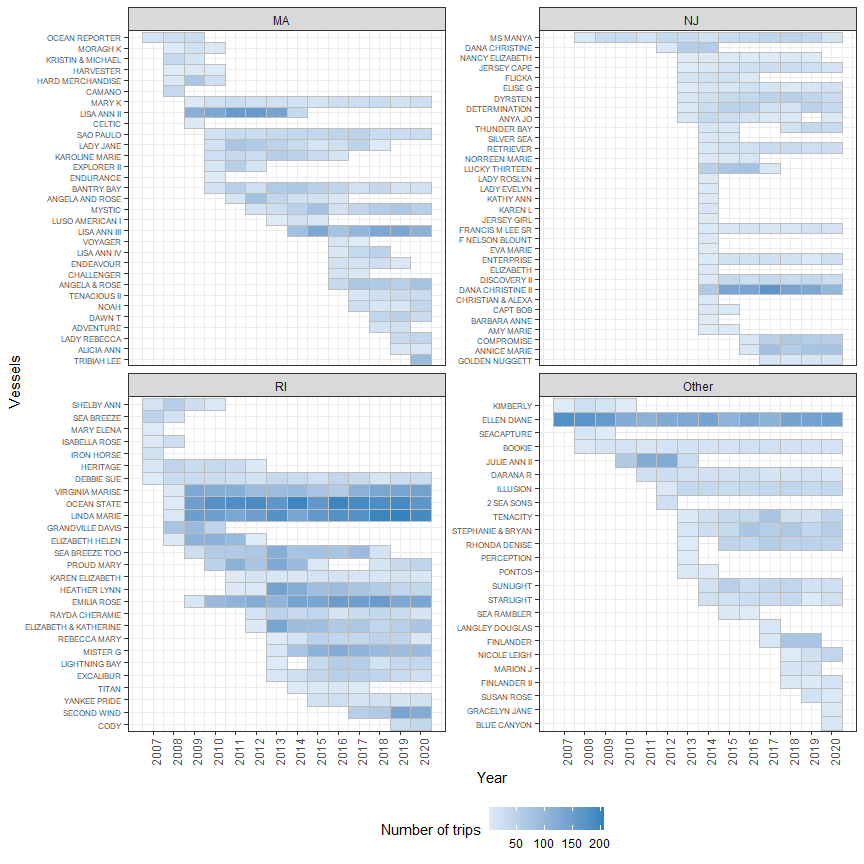 MA
OCEAN REPORTER
MORAGH K
KRISTIN & MICHAEL
HARVESTER
HARD MERCHANDISE
CAMANO
MARY K
LISA ANN II
CELTIC
SAO PAULO
LADY JANE
KAROLINE MARIE
EXPLORER II
ENDURANCE
BANTRY BAY
ANGELA AND ROSE
MYSTIC
LUSO AMERICAN I
LISA ANN III
VOYAGER
LISA ANN IV
ENDEAVOUR
CHALLENGER
ANGELA & ROSE
TENACIOUS II
NOAH
DAWN T
ADVENTURE
LADY REBECCA
ALICIA ANN
TRIBIAH LEE
NJ
MS MANYA
DANA CHRISTINE
NANCY ELIZABETH
JERSEY CAPE
FLICKA
ELISE G
DYRSTEN
DETERMINATION
ANYA JO
THUNDER BAY
SILVER SEA
RETRIEVER
NORREEN MARIE
LUCKY THIRTEEN
LADY ROSLYN
LADY EVELYN
KATHY ANN
KAREN L
JERSEY GIRL
FRANCIS M LEE SR
F NELSON BLOUNT
EVA MARIE
ENTERPRISE
ELIZABETH
DISCOVERY II
DANA CHRISTINE II
CHRISTIAN & ALEXA
CAPT BOB
BARBARA ANNE
AMY MARIE
COMPROMISE
ANNICE MARIE
GOLDEN NUGGETT
RI
SHELBY ANN
SEA BREEZE
MARY ELENA
ISABELLA ROSE
IRON HORSE
HERITAGE
DEBBIE SUE
VIRGINIA MARISE
OCEAN STATE
LINDA MARIE
GRANDVILLE DAVIS
ELIZABETH HELEN
SEA BREEZE TOO
PROUD MARY
KAREN ELIZABETH
HEATHER LYNN
EMILIA ROSE
RAYDA CHERAMIE
ELIZABETH & KATHERINE
REBECCA MARY
MISTER G
LIGHTNING BAY
EXCALIBUR
TITAN
YANKEE PRIDE
SECOND WIND
CODY
2007 2008 2009 2010 2011 2012 2013 2014 2015 2016 2017 2018 2019 2020
Other
KIMBERLY
ELLEN DIANE
SEACAPTURE
BOOKIE
JULIE ANN II
DARANA R
ILLUSION
2 SEA SONS
TENACITY
STEPHANIE & BRYAN
RHONDA DENISE
PERCEPTION
PONTOS
SUNLIGHT
STARLIGHT
SEA RAMBLER
LANGLEY DOUGLAS
FINLANDER
NICOLE LEIGH
MARION J
FINLANDER II
SUSAN ROSE
GRACELYN JANE
BLUE CANYON
2007 2008 2009 2010 2011 2012 2013 2014 2015 2016 2017 2018 2019 2020
Vessels
Year
Number of trips
50 100 150 200